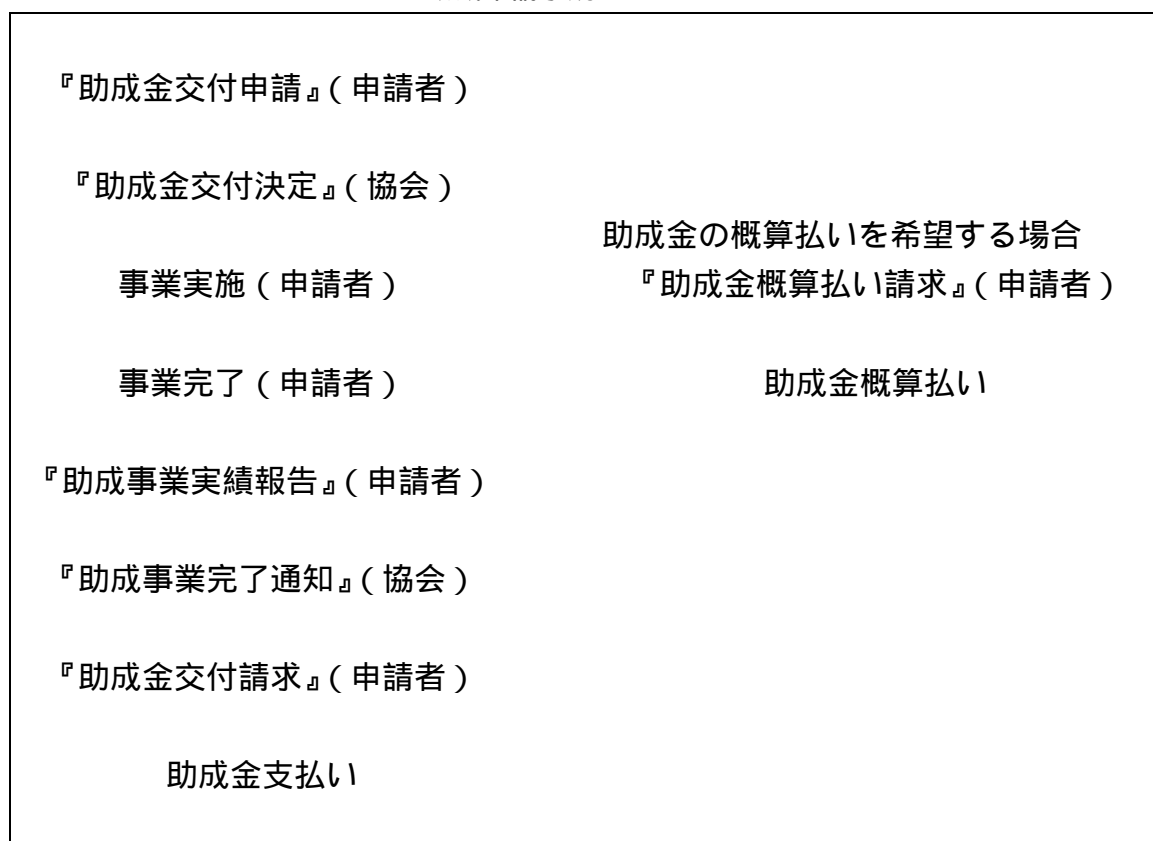 『助成金交付申請』(申請者)
『助成金交付決定』(協会)
助成金の概算払いを希望する場合
事業実施(申請者) 『助成金概算払い請求』(申請者)
事業完了(申請者) 助成金概算払い
『助成事業実績報告』(申請者)
『助成事業完了通知』(協会)
『助成金交付請求』(申請者)
助成金支払い